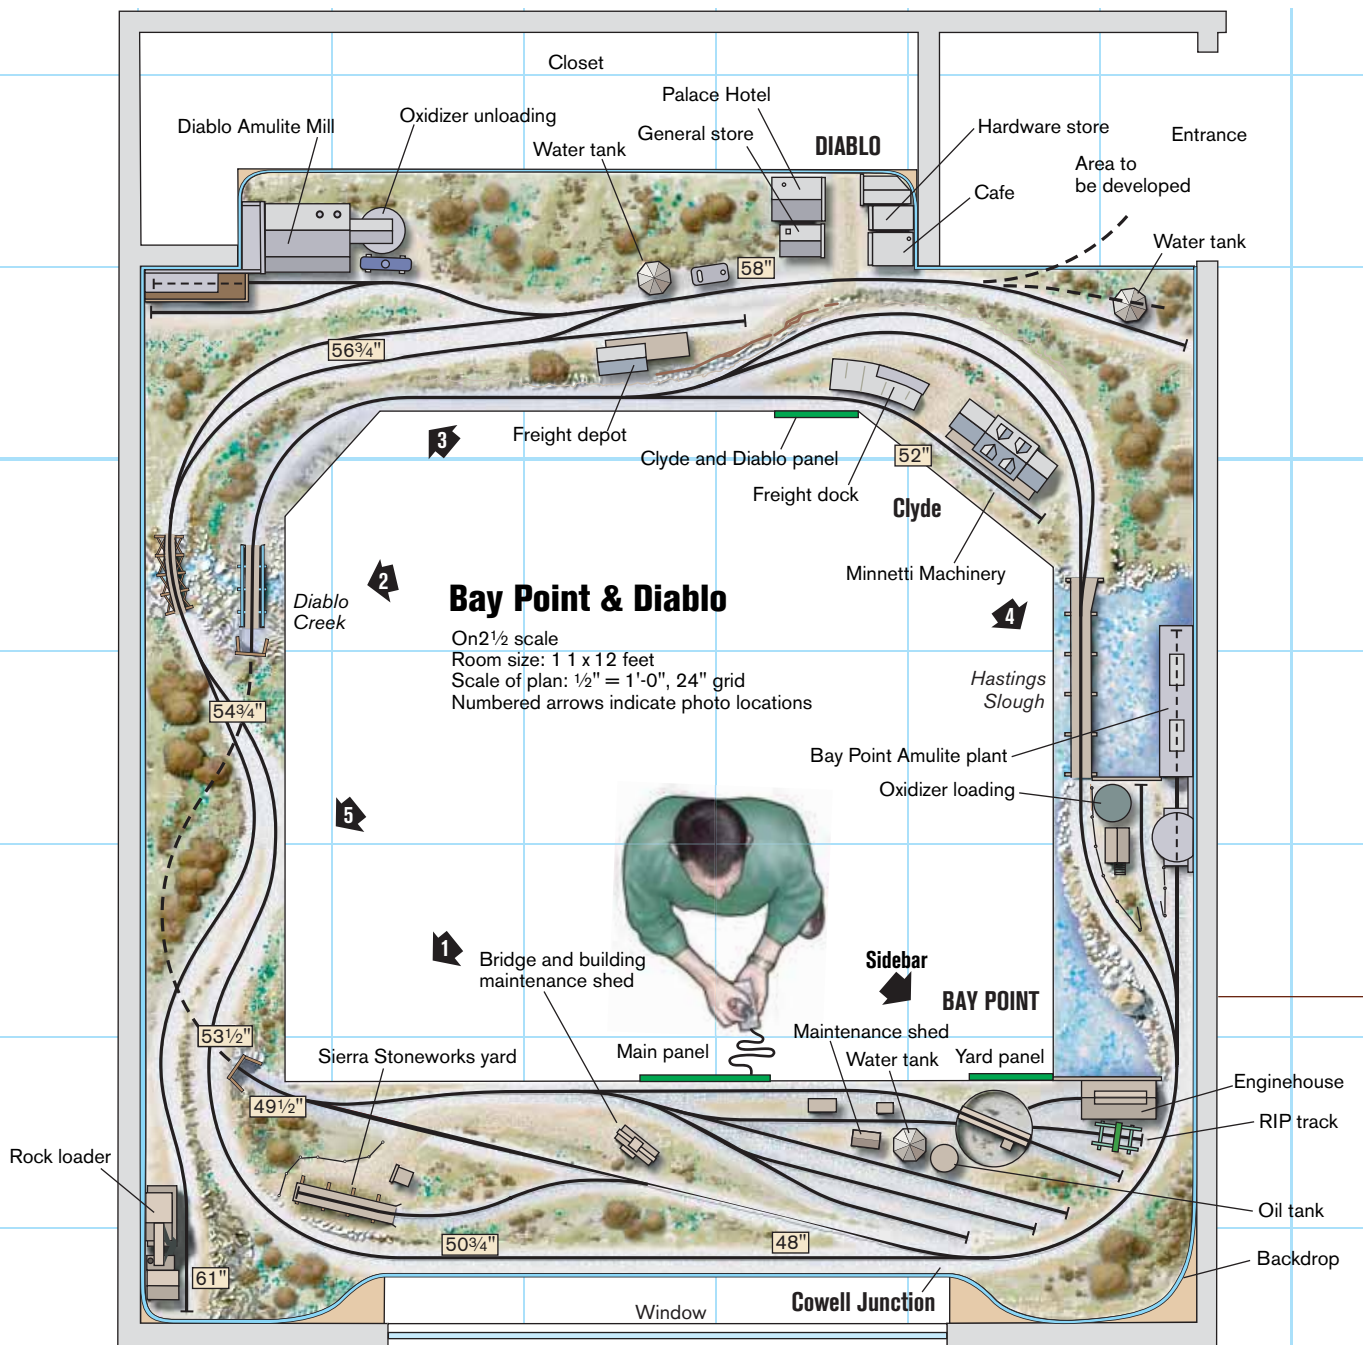 Closet
Palace Hotel
Diablo Amulite Mill
Oxidizer unloading
General store
Water tank
DIABLO
Hardware store
Entrance
Area to
be developed
Cafe
Water tank
58"
56¾"
Freight depot
3
Clyde and Diablo panel
52"
Freight dock
Clyde
Minnetti Machinery
2
Diablo
Creek
Bay Point & Diablo
On2½ scale
Room size: 1 1 x 12 feet
Scale of plan: ½" = 1'-0", 24" grid
Numbered arrows indicate photo locations
4
Hastings
Slough
54¾"
Bay Point Amulite plant
Oxidizer loading
5
1
Bridge and building
maintenance shed
Sidebar
BAY POINT
53½"
Sierra Stoneworks yard
Main panel
Maintenance shed
Water tank
Yard panel
Enginehouse
49½"
RIP track
Rock loader
Oil tank
50¾"
48"
Backdrop
61"
Cowell Junction
Window